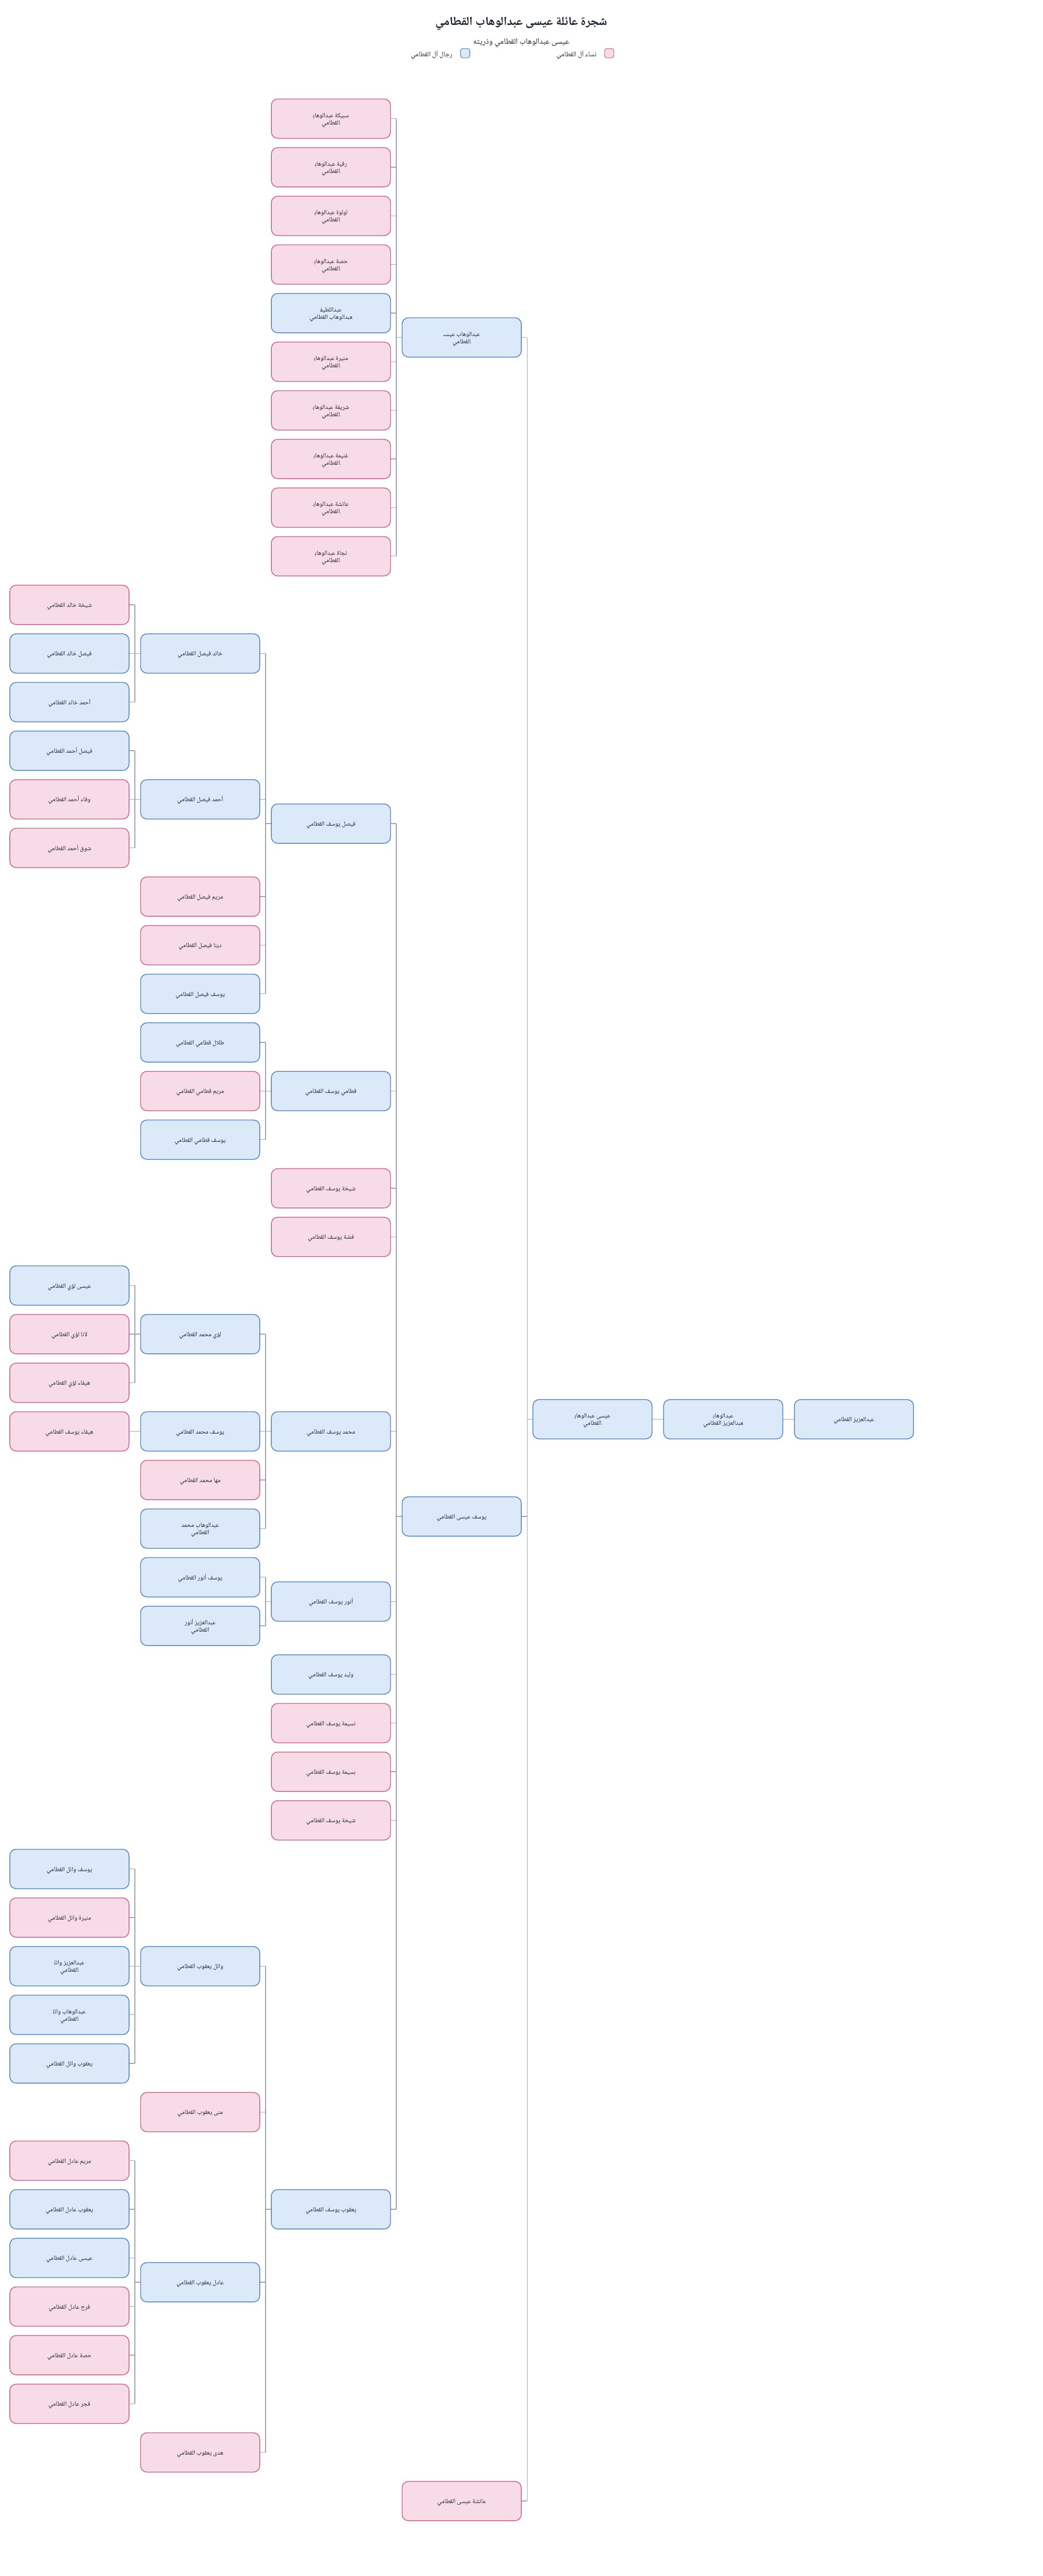 شجرة عائلة عيسى عبدالوهاب القطامي
عيسى عبدالوهاب القطامي وذريته
نساء آل القطامي
رجال آل القطامي
سبيكة عبدالوهاب
القطامي
رقية عبدالوهاب
القطامي
لولوة عبدالوهاب
القطامي
حصة عبدالوهاب
القطامي
عبداللطيف
عبدالوهاب القطامي
عبدالوهاب عيسى
القطامي
منيرة عبدالوهاب
القطامي
شريفة عبدالوهاب
القطامي
غنيمة عبدالوهاب
القطامي
عائشة عبدالوهاب
القطامي
نجاة عبدالوهاب
القطامي
شيخة خالد القطامي
خالد فيصل القطامي
فيصل خالد القطامي
أحمد خالد القطامي
فيصل أحمد القطامي
أحمد فيصل القطامي
وفاء أحمد القطامي
فيصل يوسف القطامي
شوق أحمد القطامي
مريم فيصل القطامي
دينا فيصل القطامي
يوسف فيصل القطامي
طلال قطامي القطامي
قطامي يوسف القطامي
مريم قطامي القطامي
يوسف قطامي القطامي
شيخة يوسف القطامي
فضة يوسف القطامي
عيسى لؤي القطامي
لؤي محمد القطامي
لانا لؤي القطامي
هيفاء لؤي القطامي
عبدالعزيز القطامي
عبدالوهاب
عبدالعزيز القطامي
عيسى عبدالوهاب
القطامي
محمد يوسف القطامي
يوسف محمد القطامي
هيفاء يوسف القطامي
مها محمد القطامي
يوسف عيسى القطامي
عبدالوهاب محمد
القطامي
يوسف أنور القطامي
أنور يوسف القطامي
عبدالعزيز أنور
القطامي
وليد يوسف القطامي
نسيمة يوسف القطامي
بسيمة يوسف القطامي
شيخة يوسف القطامي
يوسف وائل القطامي
منيرة وائل القطامي
وائل يعقوب القطامي
عبدالعزيز وائل
القطامي
عبدالوهاب وائل
القطامي
يعقوب وائل القطامي
منى يعقوب القطامي
مريم عادل القطامي
يعقوب يوسف القطامي
يعقوب عادل القطامي
عيسى عادل القطامي
عادل يعقوب القطامي
فرح عادل القطامي
حصة عادل القطامي
فجر عادل القطامي
هدى يعقوب القطامي
عائشة عيسى القطامي